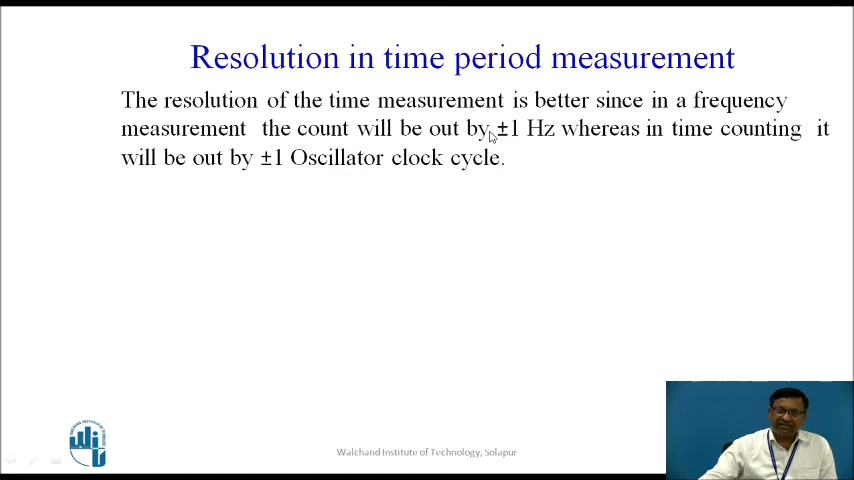 Resolution in time period measurement
The resolution of the time measurement is better since in a frequency
measurement the count will be out by ±1 Hz whereas in time counting it
will be out by ±1 Oscillator clock cycle.
Walchand Institute of Technology, Solapur